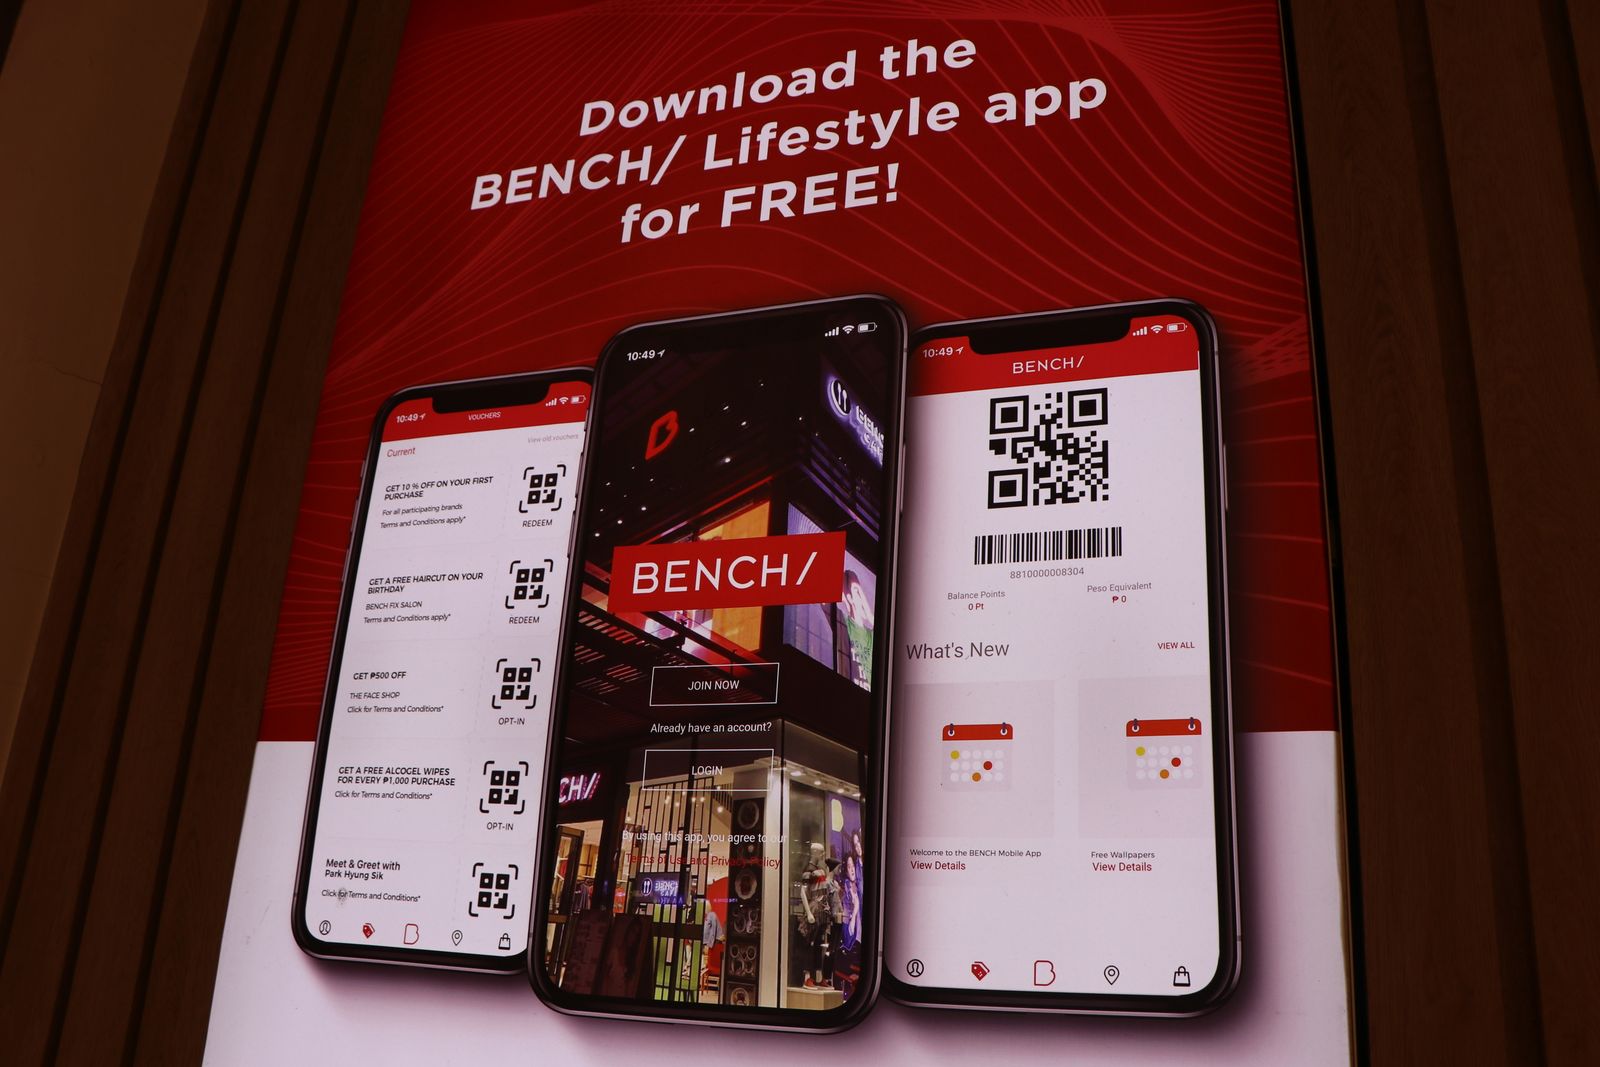 Download the
BENCH/ Lifestyle app
for FREE!
10:49
VOUCHERS
Current
View old vouchers
GET 10 % OFF ON YOUR FIRST
PURCHASE
For all participating brands
Terms and Conditions apply*
REDEEM
GET A FREE HAIRCUT ON YOUR
BIRTHDAY
BENCH FIX SALON
Terms and Conditions apply*
REDEEM
GET ₱500 OFF
THE FACE SHOP
Click for Terms and Conditions*
OPT-IN
GET A FREE ALCOGEL WIPES
FOR EVERY ₱1,000 PURCHASE
Click for Terms and Conditions*
OPT-IN
Meet & Greet with
Park Hyung Sik
Click for Terms and Conditions*
10:49
BENCH/
JOIN NOW
Already have an account?
LOGIN
By using this app, you agree to our
Terms of Use and Privacy Policy
CH/
BENCH
CAFE
10:49
BENCH/
8810000008304
Balance Points
0 Pt
Peso Equivalent
₱ 0
What's New
VIEW ALL
Welcome to the BENCH Mobile App
View Details
Free Wallpapers
View Details